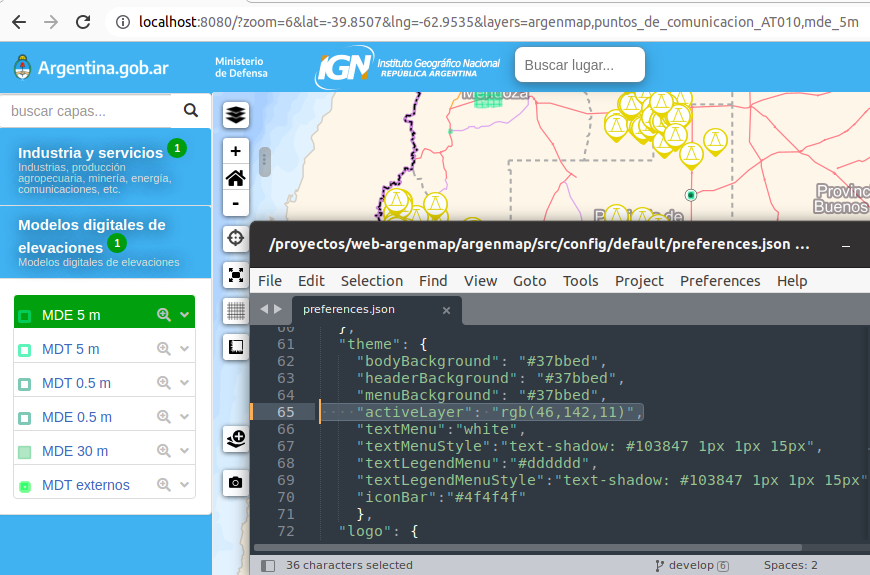 localhost:8080/?zoom=6&lat=-39.8507&lng=-62.9535&layers=argenmap,puntos_de_comunicacion_AT010,mde_5m
Argentina.gob.ar
Ministerio
de Defensa
IGN
Instituto Geográfico Nacional
REPÚBLICA ARGENTINA
Buscar lugar...
buscar capas...
Industria y servicios 1
Industrias, producción
agropecuaria, minería, energía,
comunicaciones, etc.
Modelos digitales de
elevaciones 1
Modelos digitales de elevaciones
MDE 5 m
MDT 5 m
MDT 0.5 m
MDE 0.5 m
MDE 30 m
MDT externos
+
-
Mendoza
Provinc
Buenos
/proyectos/web-argenmap/argenmap/src/config/default/preferences.json ...
File Edit Selection Find View Goto Tools Project Preferences Help
preferences.json
60 },
61 "theme": {
62 "bodyBackground": "#37bbed",
63 "headerBackground": "#37bbed",
64 "menuBackground": "#37bbed",
65 "activeLayer": "rgb(46,142,11)",
66 "textMenu":"white",
67 "textMenuStyle":"text-shadow: #103847 1px 1px 15px",
68 "textLegendMenu":"#dddddd",
69 "textLegendMenuStyle":"text-shadow: #103847 1px 1px 15px"
70 "iconBar":"#4f4f4f"
71 },
72 "logo": {
36 characters selected
develop 6
Spaces: 2